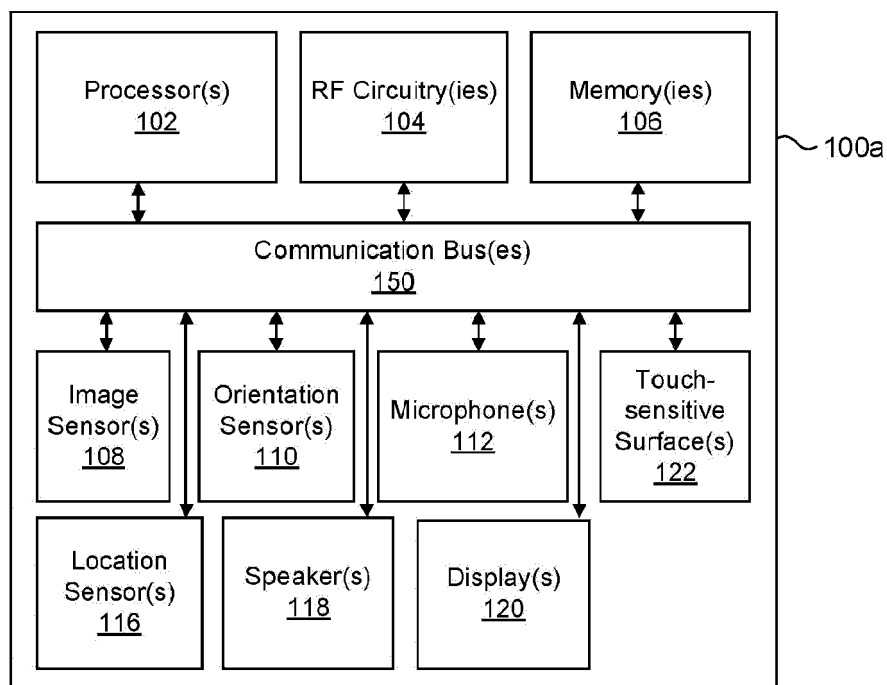 Processor(s)
102
RF Circuitry(ies)
104
Memory(ies)
106
100a
Communication Bus(es)
150
Image
Sensor(s)
108
Orientation
Sensor(s)
110
Microphone(s)
112
Touch-
sensitive
Surface(s)
122
Location
Sensor(s)
116
Speaker(s)
118
Display(s)
120